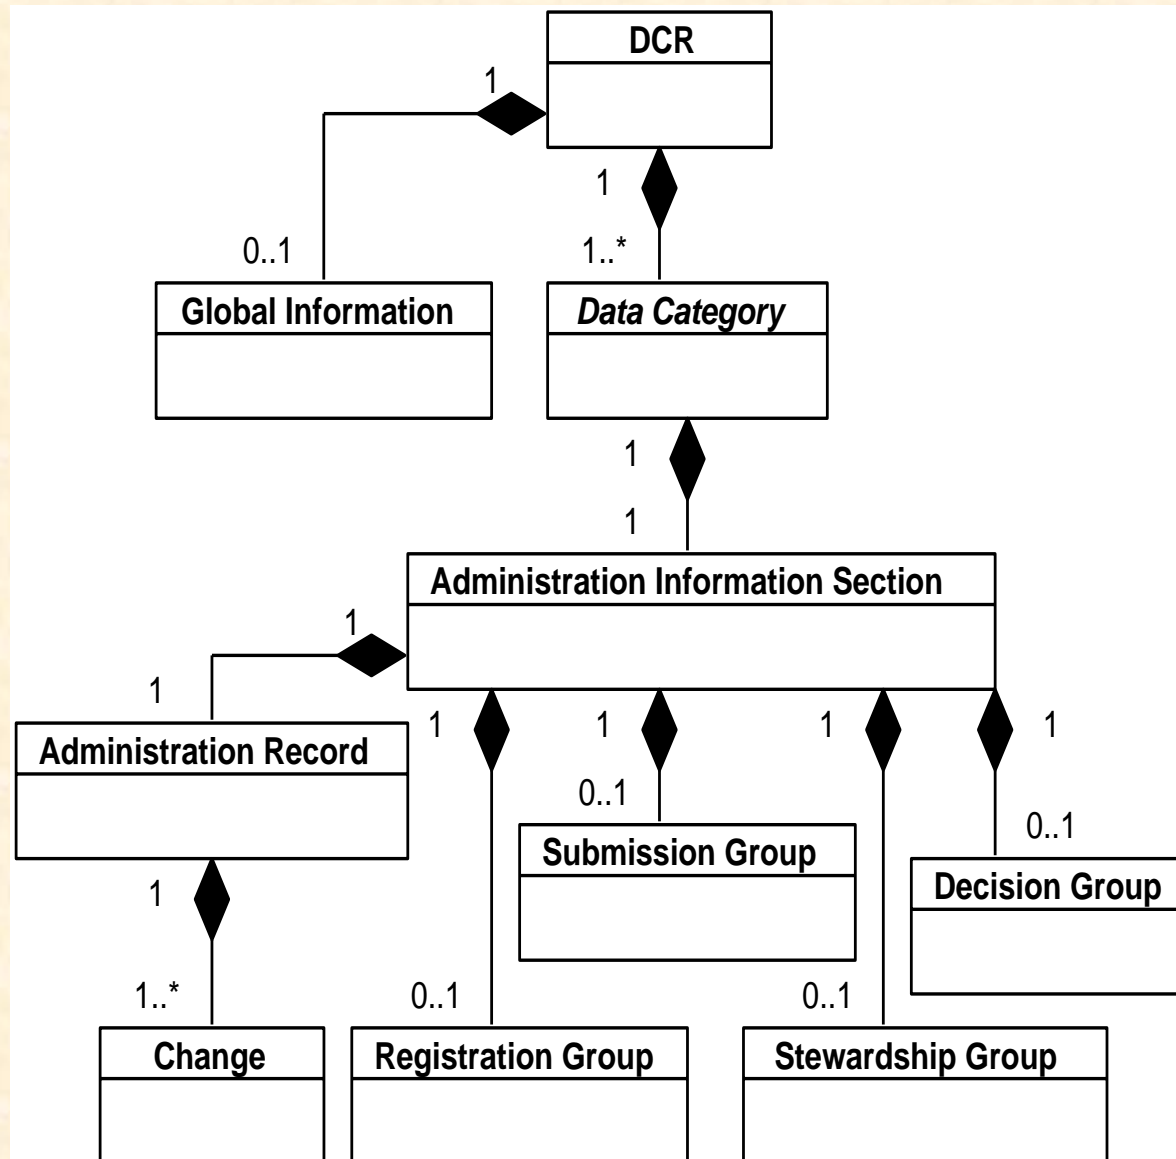 DCR
1
1
0..1
1..*
Global Information
Data Category
1
1
Administration Information Section
1
1
1
1
1
1
Administration Record
0..1
Submission Group
0..1
Decision Group
1
1..*
0..1
0..1
Change
Registration Group
Stewardship Group